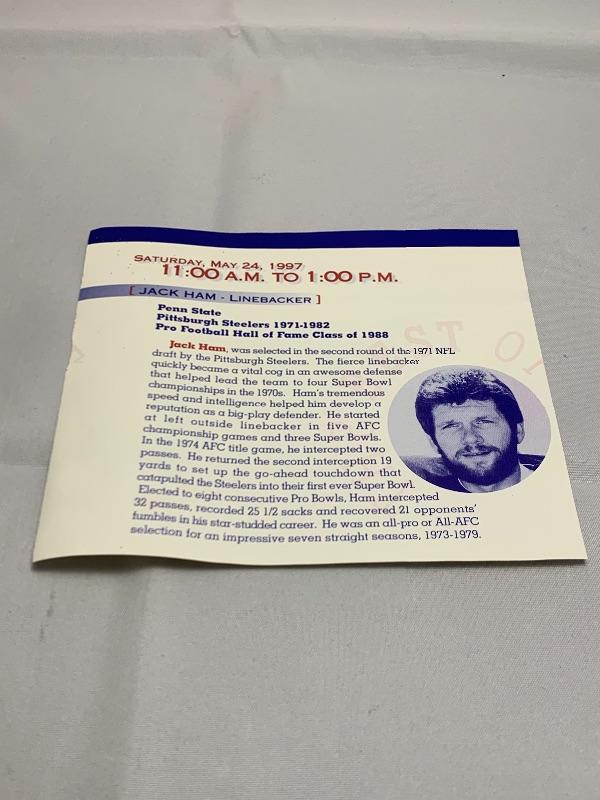 SATURDAY, MAY 24, 1997
11:00 A.M. TO 1:00 P.M.
[ JACK HAM - LINEBACKER ]
Penn State
Pittsburgh Steelers 1971-1982
Pro Football Hall of Fame Class of 1988
Jack Ham, was selected in the second round of the 1971 NFL
draft by the Pittsburgh Steelers. The fierce linebacker
quickly became a vital cog in an awesome defense
that helped lead the team to four Super Bowl
championships in the 1970s. Ham's tremendous
speed and intelligence helped him develop a
reputation as a big-play defender. He started
at left outside linebacker in five AFC
championship games and three Super Bowls.
In the 1974 AFC title game, he intercepted two
passes. He returned the second interception 19
yards to set up the go-ahead touchdown that
catapulted the Steelers into their first ever Super Bowl.
Elected to eight consecutive Pro Bowls, Ham intercepted
32 passes, recorded 25 1/2 sacks and recovered 21 opponents'
fumbles in his star-studded career. He was an all-pro or All-AFC
selection for an impressive seven straight seasons, 1973-1979.